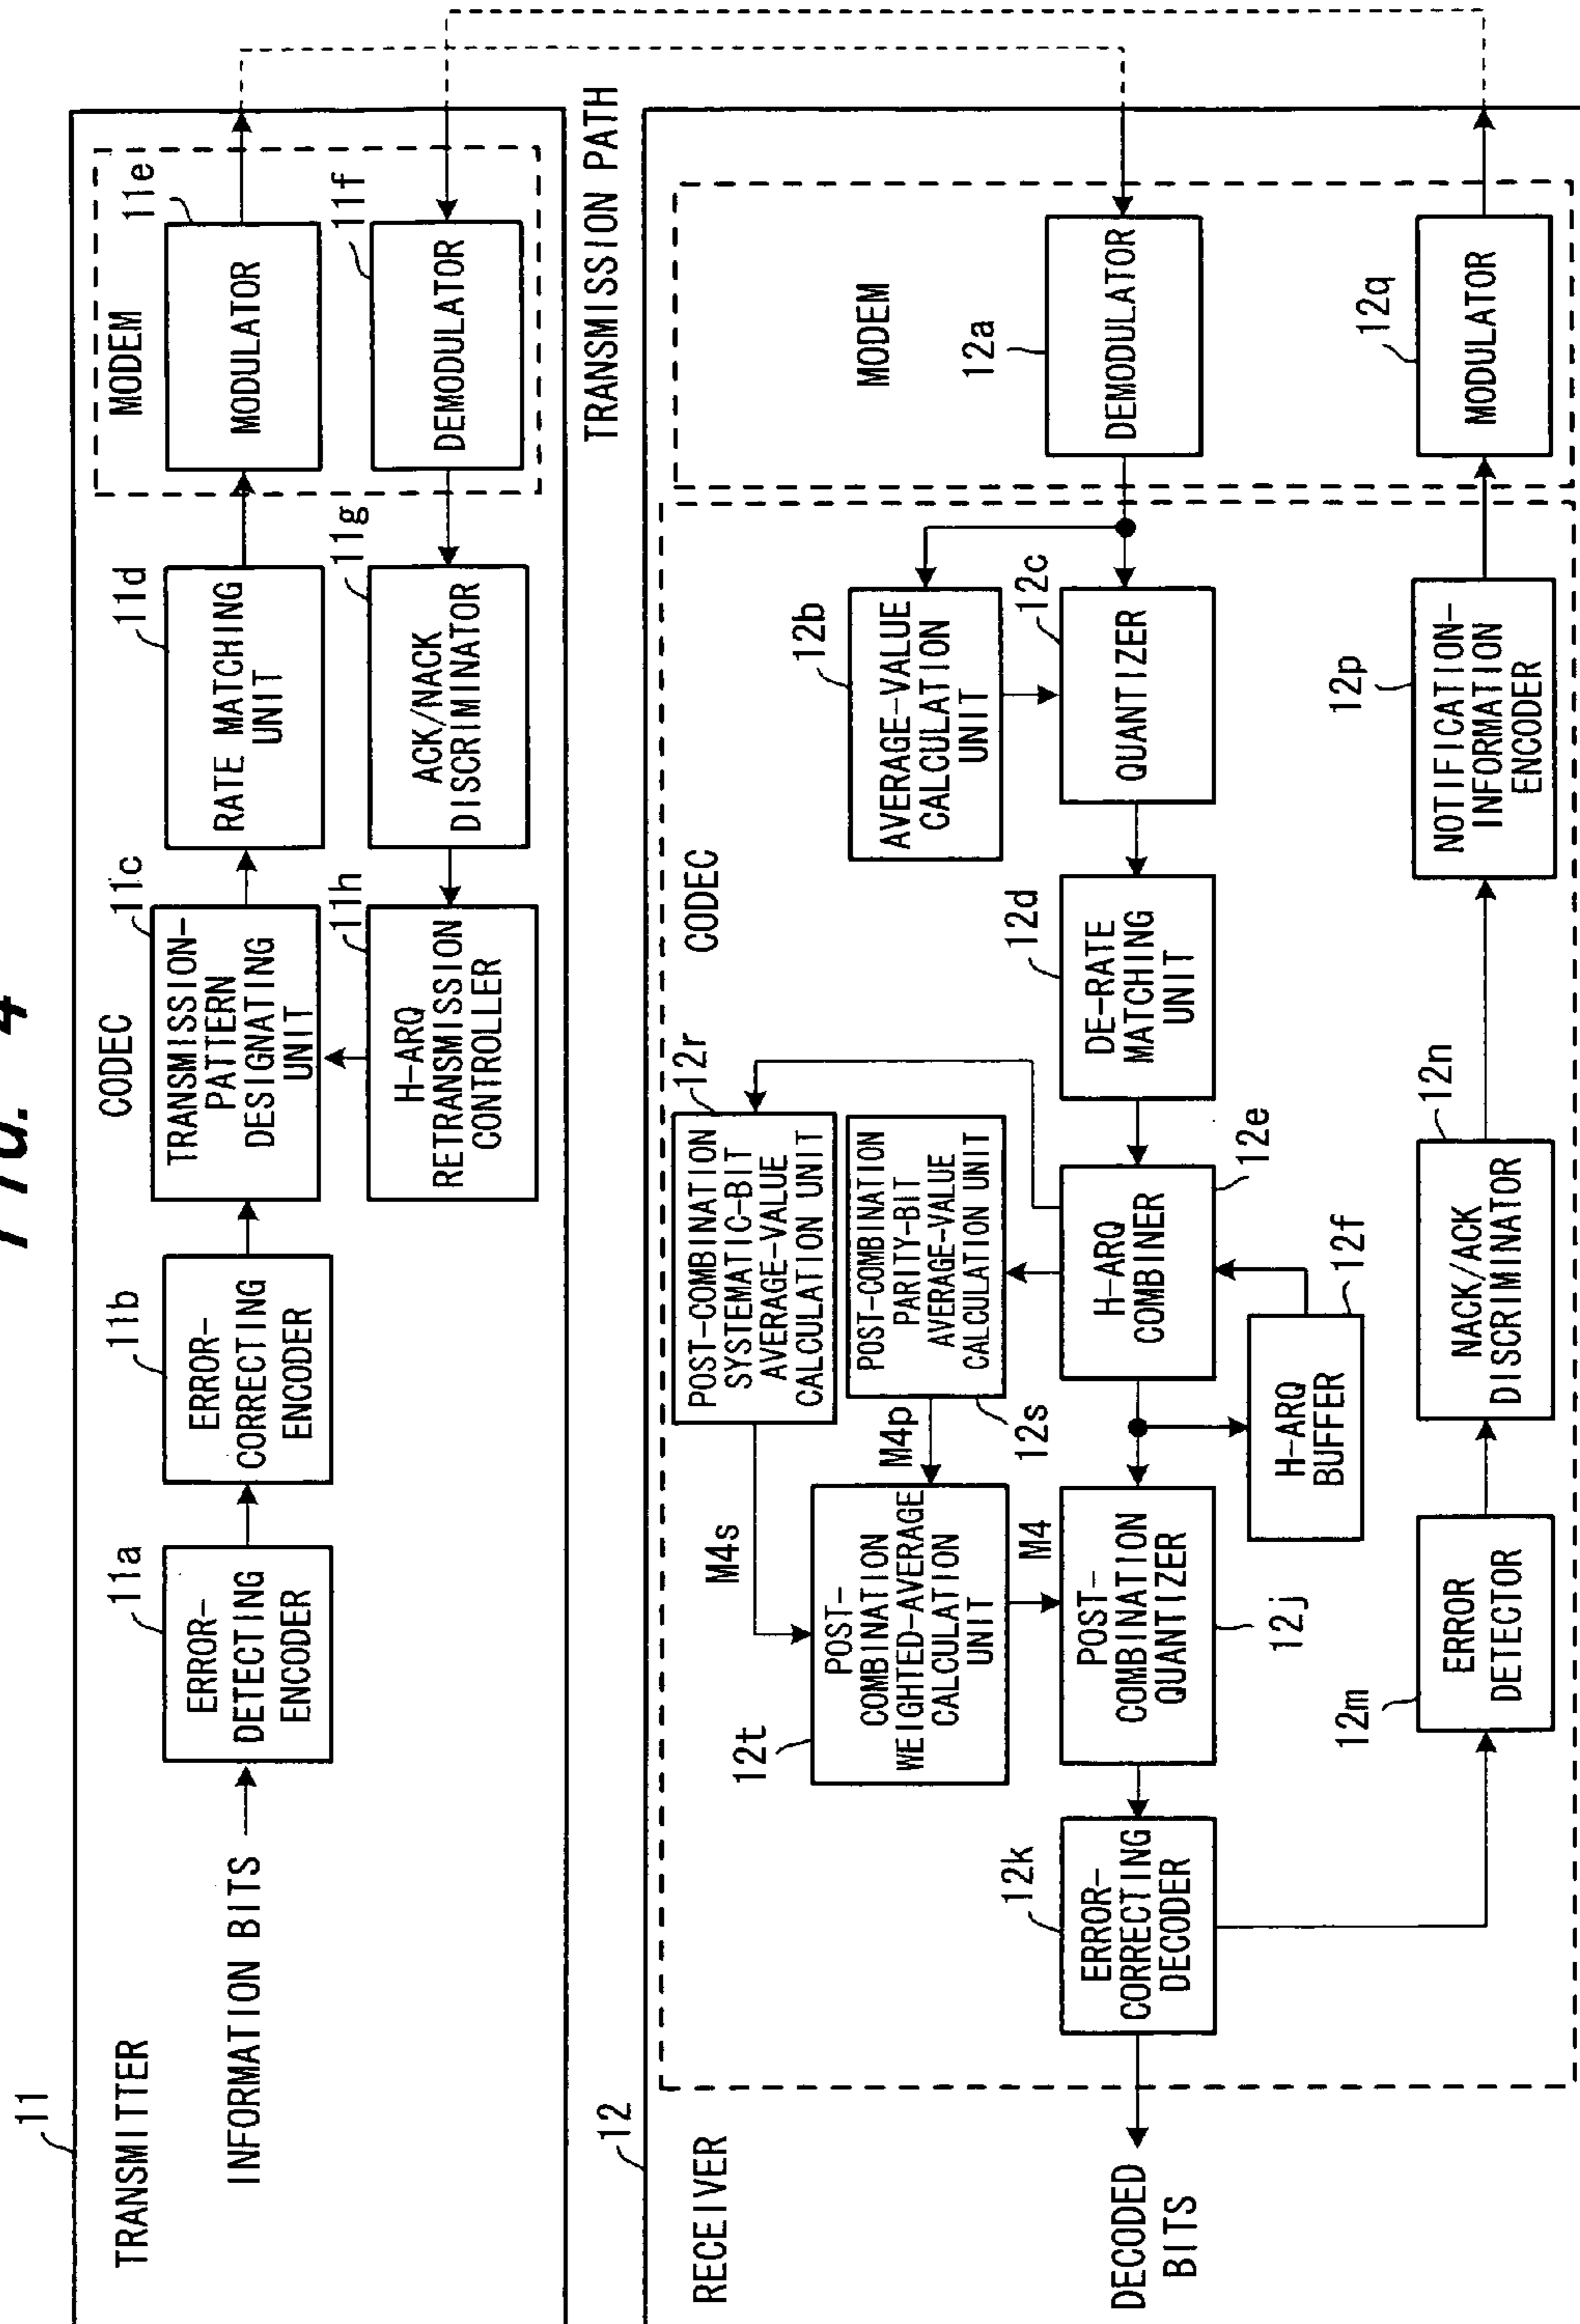 FIG. 4
11
TRANSMITTER
INFORMATION BITS
11a
ERROR-
DETECTING
ENCODER
11b
ERROR-
CORRECTING
ENCODER
CODEC
11c
TRANSMISSION-
PATTERN
DESIGNATING
UNIT
11d
RATE MATCHING
UNIT
MODEM
11e
MODULATOR
11f
DEMODULATOR
11g
ACK/NACK
DISCRIMINATOR
11h
H-ARQ
RETRANSMISSION
CONTROLLER
TRANSMISSION PATH
12
RECEIVER
MODEM
12a
DEMODULATOR
12q
MODULATOR
CODEC
12b
AVERAGE-VALUE
CALCULATION
UNIT
12c
QUANTIZER
12d
DE-RATE
MATCHING
UNIT
12r
POST-COMBINATION
SYSTEMATIC-BIT
AVERAGE-VALUE
CALCULATION UNIT
POST-COMBINATION
PARITY-BIT
AVERAGE-VALUE
CALCULATION UNIT
12s
12e
H-ARQ
COMBINER
12f
H-ARQ
BUFFER
M4s
M4p
12t
POST-
COMBINATION
WEIGHTED-AVERAGE
CALCULATION
UNIT
M4
POST-
COMBINATION
QUANTIZER
12j
12k
ERROR-
CORRECTING
DECODER
DECODED
BITS
12m
ERROR
DETECTOR
12n
NACK/ACK
DISCRIMINATOR
12p
NOTIFICATION-
INFORMATION
ENCODER